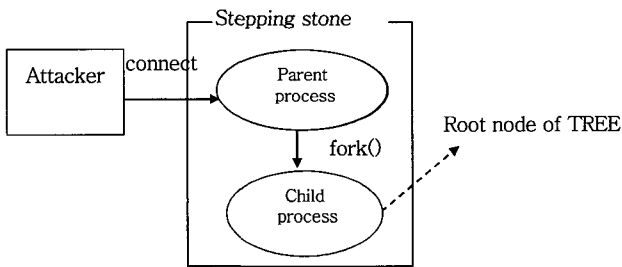 Stepping stone
Attacker
connect
Parent
process
fork()
Root node of TREE
Child
process